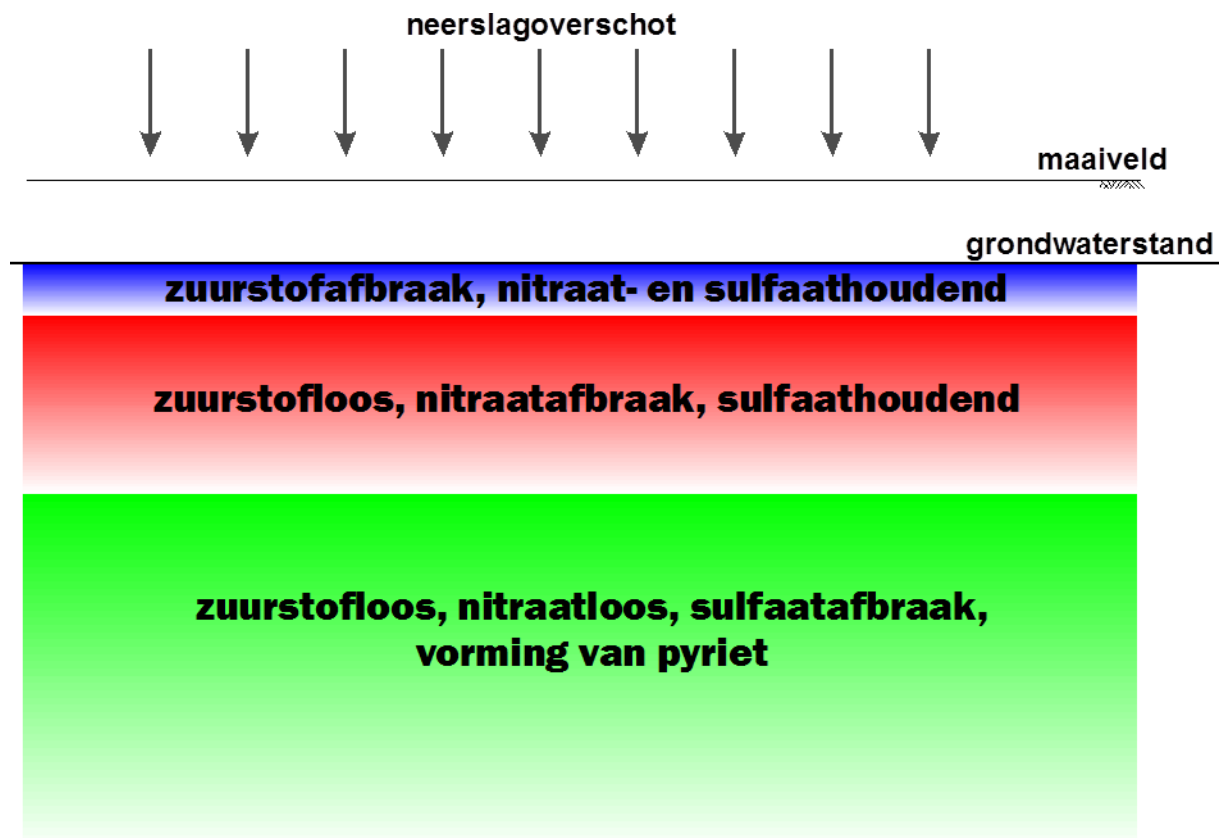 neerslagoverschot
maaiveld
grondwaterstand
zuurstofafbraak, nitraat- en sulfaathoudend
zuurstofloos, nitraatafbraak, sulfaathoudend
zuurstofloos, nitraatloos, sulfaatafbraak,
vorming van pyriet